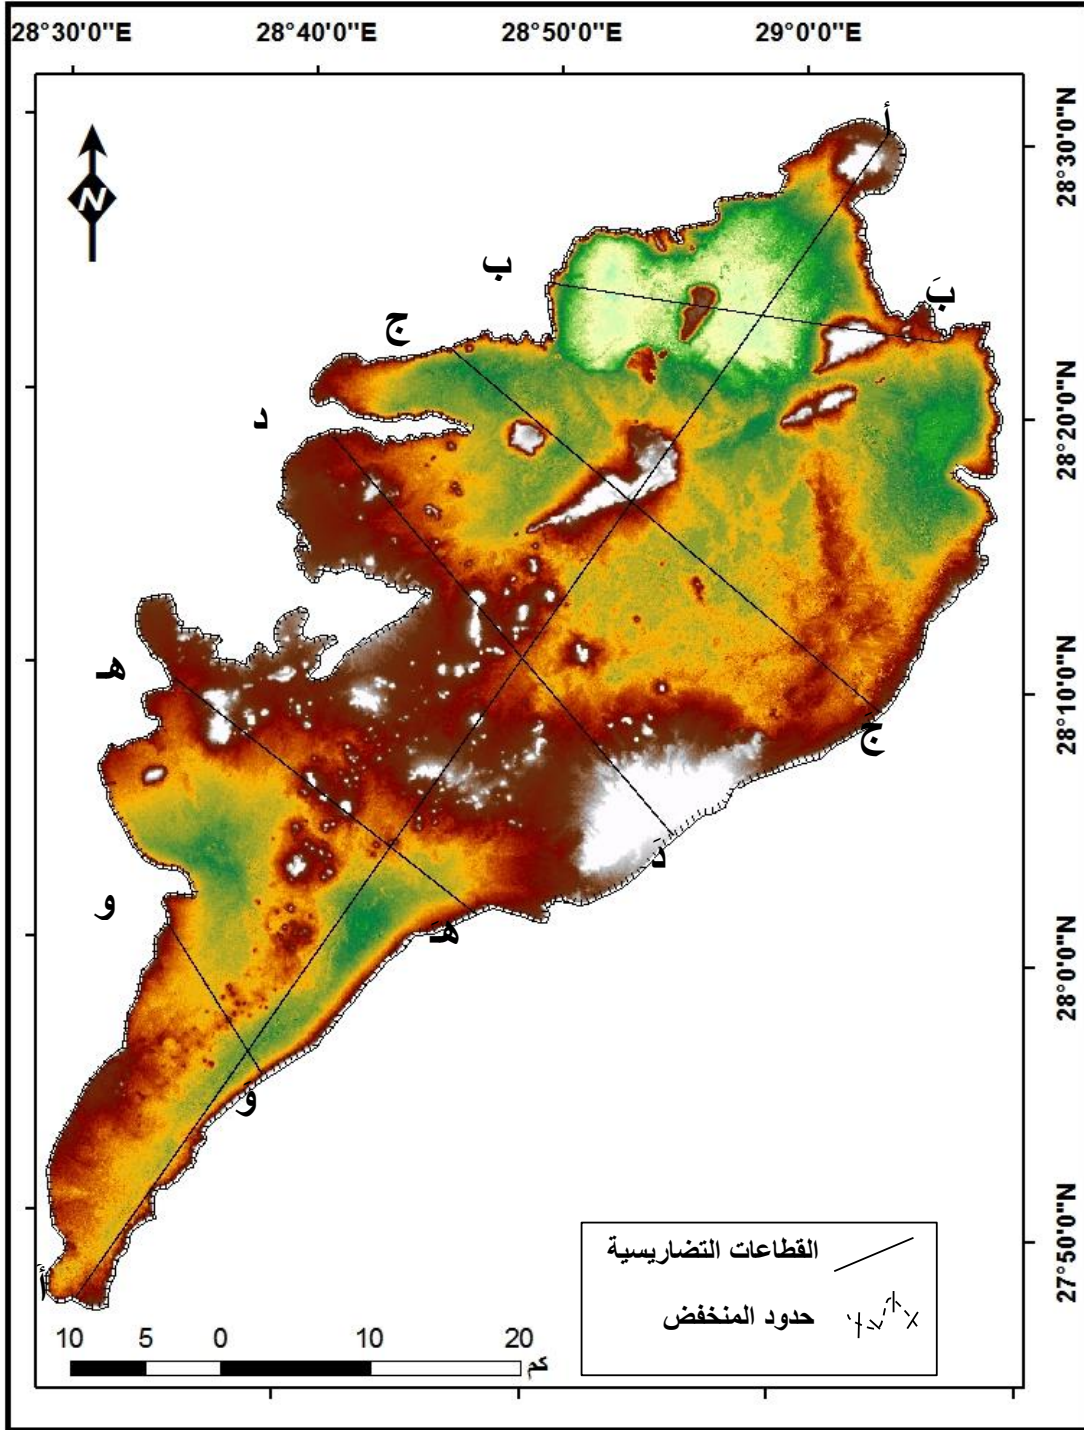 28°30'0"E 28°40'0"E 28°50'0"E 29°0'0"E
أ
28°30'0"N
N
ب
بَ
ج
28°20'0"N
د
هـ
28°10'0"N
ج
دَ
و
هـ
28°0'0"N
و
27°50'0"N
القطاعات التضاريسية
حدود المنخفض
أ
10 5 0 10 20
كم